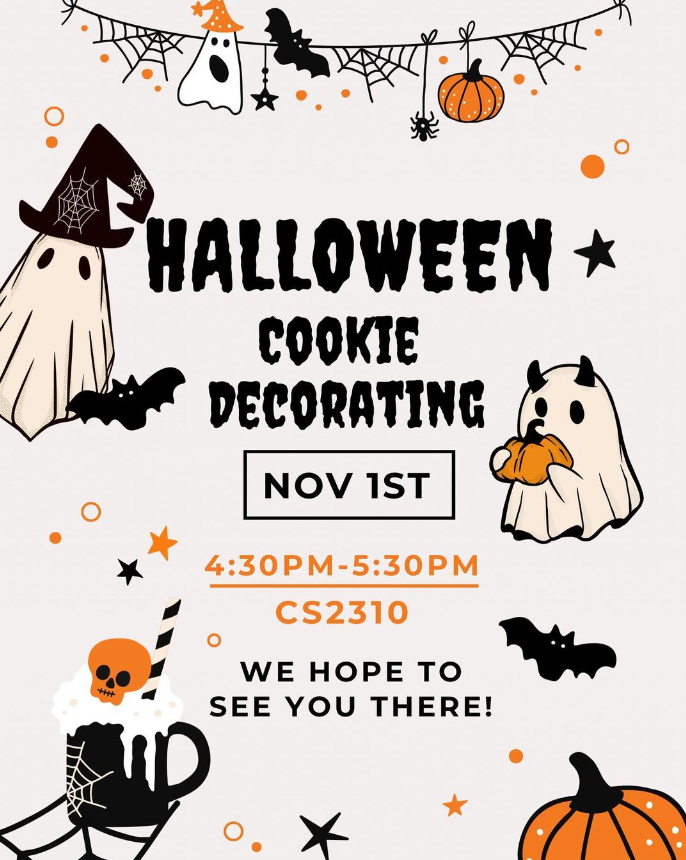 HALLOWEEN
COOKIE
DECORATING
NOV 1ST
4:30PM-5:30PM
CS2310
WE HOPE TO
SEE YOU THERE!